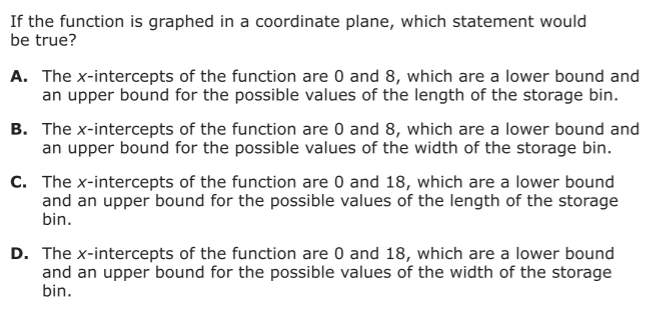 If the function is graphed in a coordinate plane, which statement would
be true?
A. The x-intercepts of the function are 0 and 8, which are a lower bound and
an upper bound for the possible values of the length of the storage bin.
B. The x-intercepts of the function are 0 and 8, which are a lower bound and
an upper bound for the possible values of the width of the storage bin.
C. The x-intercepts of the function are 0 and 18, which are a lower bound
and an upper bound for the possible values of the length of the storage
bin.
D. The x-intercepts of the function are 0 and 18, which are a lower bound
and an upper bound for the possible values of the width of the storage
bin.